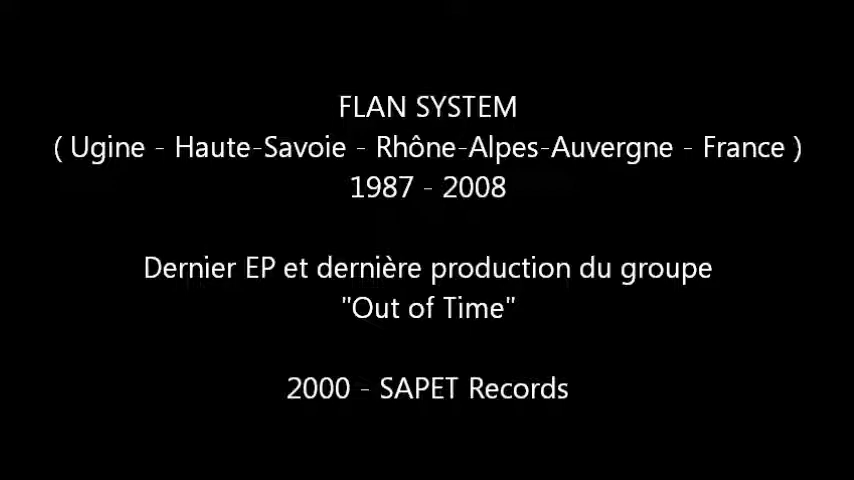 FLAN SYSTEM
( Ugine - Haute-Savoie - Rhône-Alpes-Auvergne - France )
1987 - 2008
Dernier EP et dernière production du groupe
"Out of Time"
2000 - SAPET Records